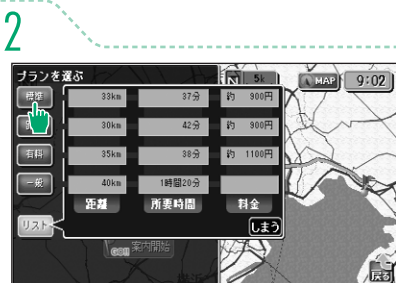 2
プランを選ぶ
5k
MAP 9:02
標準 33km 37分 約 900円
30km 42分 約 900円
有料 35km 38分 約 1100円
一般 40km 1時間20分
距離 所要時間 料金
リスト しまう
GO!! 案内開始
戻る